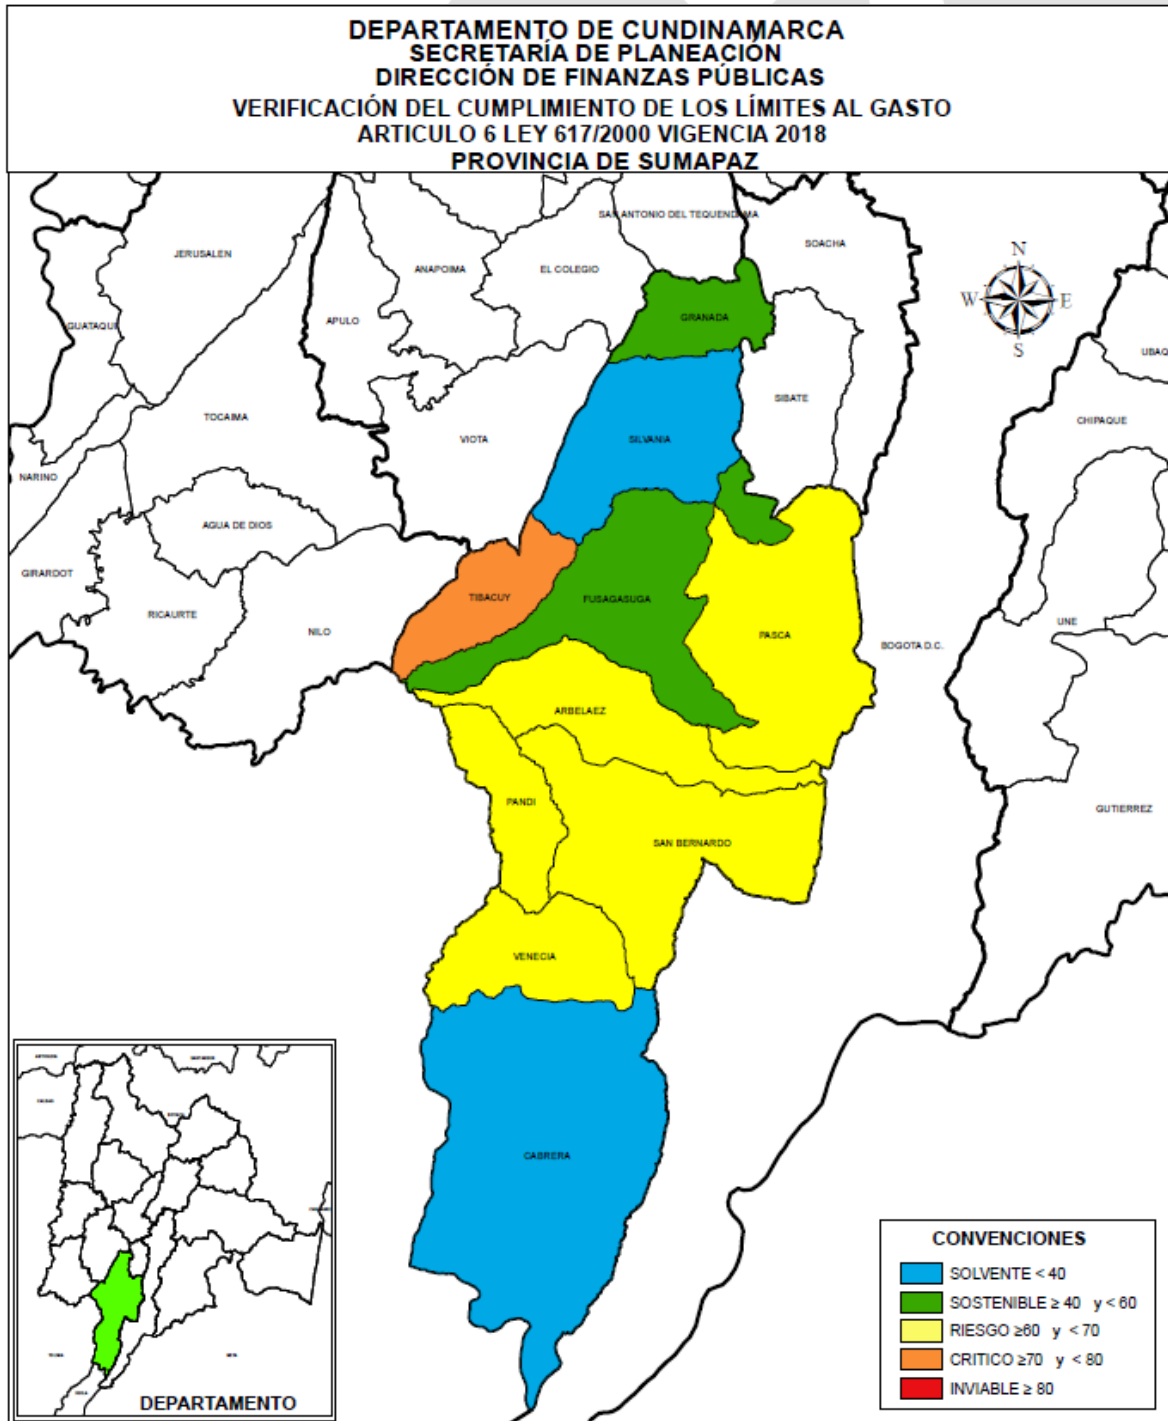 DEPARTAMENTO DE CUNDINAMARCA
SECRETARÍA DE PLANEACIÓN
DIRECCIÓN DE FINANZAS PÚBLICAS
VERIFICACIÓN DEL CUMPLIMIENTO DE LOS LÍMITES AL GASTO
ARTICULO 6 LEY 617/2000 VIGENCIA 2018
PROVINCIA DE SUMAPAZ
SAN ANTONIO DEL TEQUENDAMA
SOACHA
JERUSALEN
ANAPOIMA
EL COLEGIO
N
W
E
S
GUATAQUI
APULO
GRANADA
UBAQ
SIBATE
TOCAIMA
VIOTA
SILVANIA
CHIPAQUE
NARINO
AGUA DE DIOS
GIRARDOT
RICAURTE
NILO
TIBACUY
FUSAGASUGA
PASCA
BOGOTA D.C.
UNE
ARBELAEZ
PANDI
SAN BERNARDO
GUTIERREZ
VENECIA
CABRERA
DEPARTAMENTO
CONVENCIONES
SOLVENTE < 40
SOSTENIBLE ≥ 40 y < 60
RIESGO ≥60 y < 70
CRITICO ≥70 y < 80
INVIABLE ≥ 80